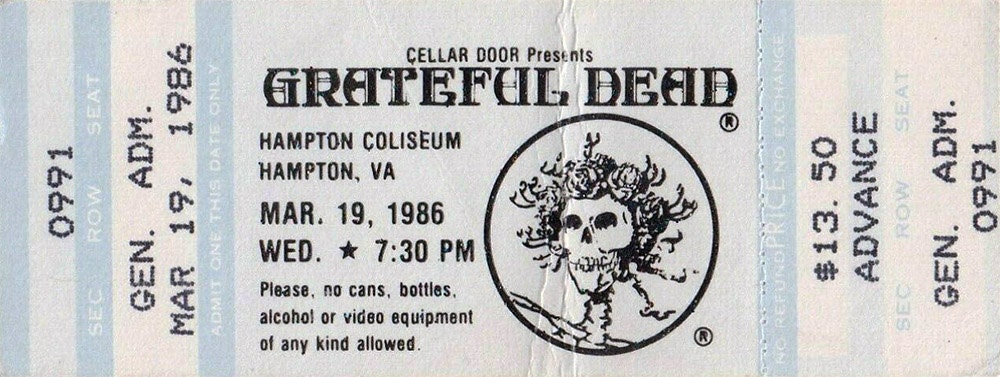 0991
SEC ROW SEAT
GEN. ADM.
MAR 19, 1986
ADMIT ONE THIS DATE ONLY
CELLAR DOOR Presents
GRATEFUL DEAD
®
HAMPTON COLISEUM
HAMPTON, VA
MAR. 19, 1986
WED. ★ 7:30 PM
Please, no cans, bottles,
alcohol or video equipment
of any kind allowed.
®
NO REFUND NO EXCHANGE
PRICE
$13.50
ADVANCE
SEC ROW SEAT
GEN. ADM.
0991